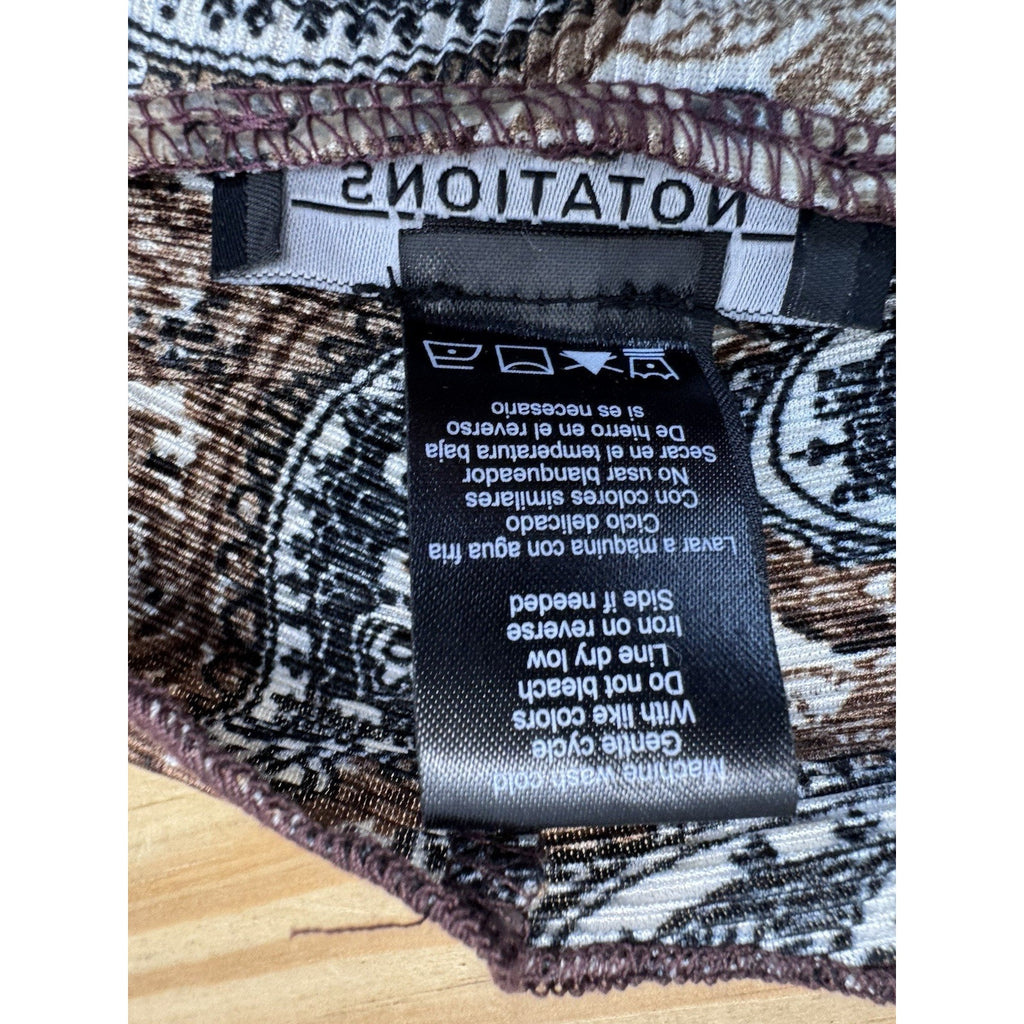 NOTATIONS
Machine wash cold
Gentle cycle
With like colors
Do not bleach
Line dry low
Iron on reverse
Side if needed
Lavar a maquina con agua fria
Ciclo delicado
Con colores similares
No usar blanqueador
Secar en el temperatura baja
De hierro en el reverso
si es necesario